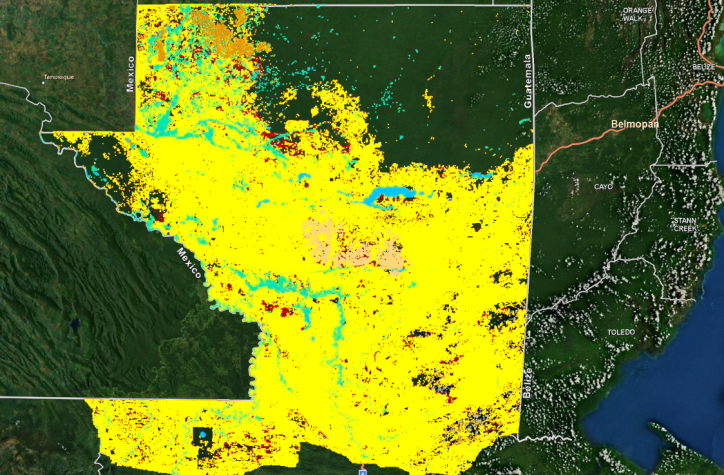 ORANGE
WALK
Mexico
Guatemala
BELIZE
Tenosique
Belmopan
CAYO
STANN
CREEK
Mexico
TOLEDO
Belize